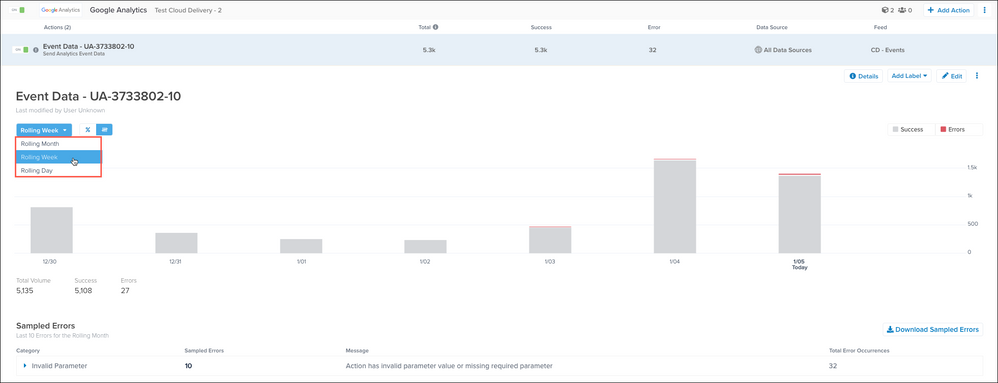 ON Google Analytics Google Analytics Test Cloud Delivery - 2 2 0 + Add Action
Actions (2) Total Success Error Data Source Feed
ON Event Data - UA-3733802-10 5.3k 5.3k 32 All Data Sources CD - Events
Send Analytics Event Data
Details Add Label Edit
Event Data - UA-3733802-10
Last modified by User Unknown
Rolling Week % # Success Errors
Rolling Month
Rolling Week
Rolling Day
1.5k
1k
500
0
12/30 12/31 1/01 1/02 1/03 1/04 1/05
Today
Total Volume Success Errors
5,135 5,108 27
Sampled Errors
Last 10 Errors for the Rolling Month
Download Sampled Errors
Category Sampled Errors Message Total Error Occurrences
Invalid Parameter 10 Action has invalid parameter value or missing required parameter 32